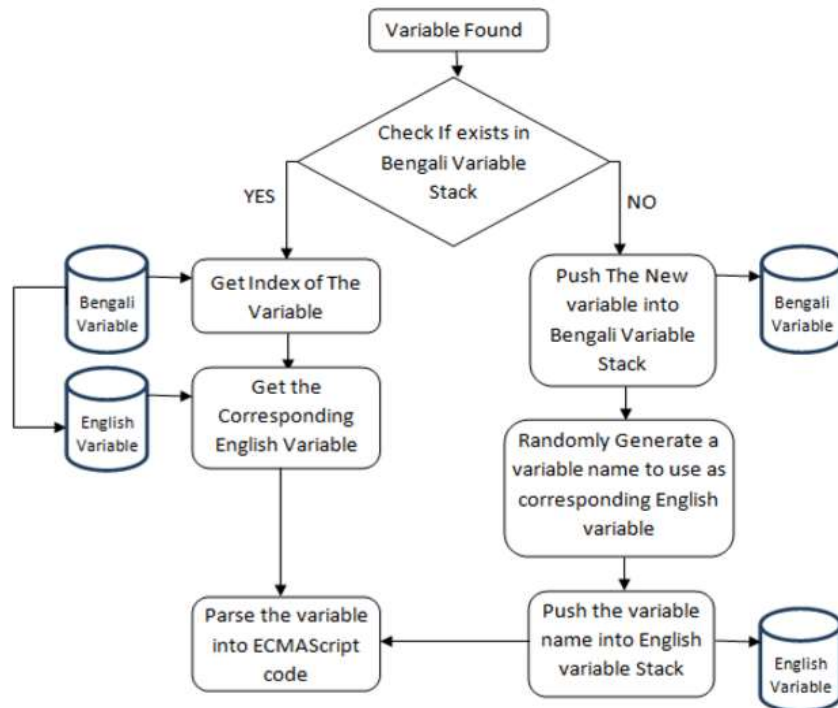 Variable Found
Check If exists in
Bengali Variable
Stack
YES
NO
Bengali
Variable
Get Index of The
Variable
Push The New
variable into
Bengali Variable
Stack
Bengali
Variable
English
Variable
Get the
Corresponding
English Variable
Randomly Generate a
variable name to use as
corresponding English
variable
Parse the variable
into ECMAScript
code
Push the variable
name into English
variable Stack
English
Variable